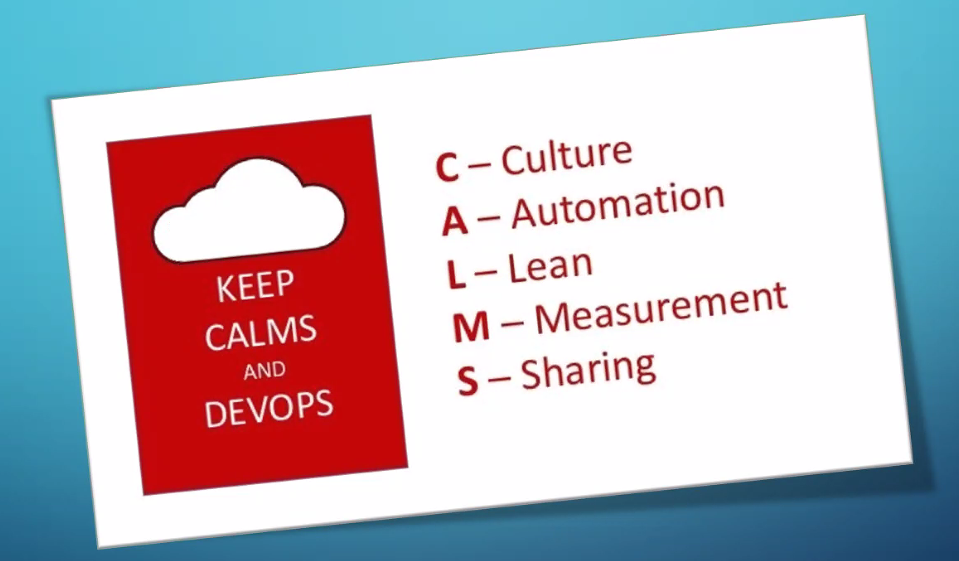 KEEP
CALMS
AND
DEVOPS
C – Culture
A – Automation
L – Lean
M – Measurement
S – Sharing